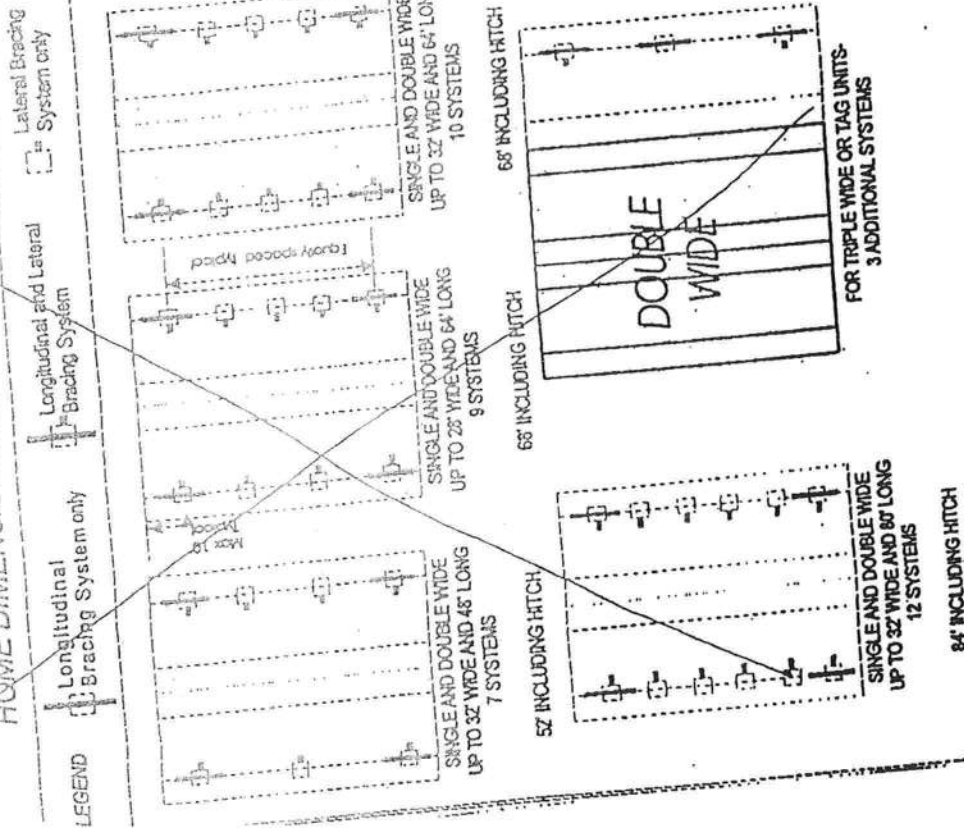 LEGEND
Longitudinal
Bracing System only
Longitudinal and Lateral
Bracing System
Lateral Bracing
System only
Max 10
Typical
Equally spaced typical
SINGLE AND DOUBLE WIDE
UP TO 32' WIDE AND 48' LONG
7 SYSTEMS
52' INCLUDING HITCH
SINGLE AND DOUBLE WIDE
UP TO 28' WIDE AND 64' LONG
9 SYSTEMS
68' INCLUDING HITCH
SINGLE AND DOUBLE WIDE
UP TO 32' WIDE AND 64' LONG
10 SYSTEMS
68' INCLUDING HITCH
SINGLE AND DOUBLE WIDE
UP TO 32' WIDE AND 80' LONG
12 SYSTEMS
84' INCLUDING HITCH
DOUBLE
WIDE
FOR TRIPLE WIDE OR TAG UNITS-
3 ADDITIONAL SYSTEMS